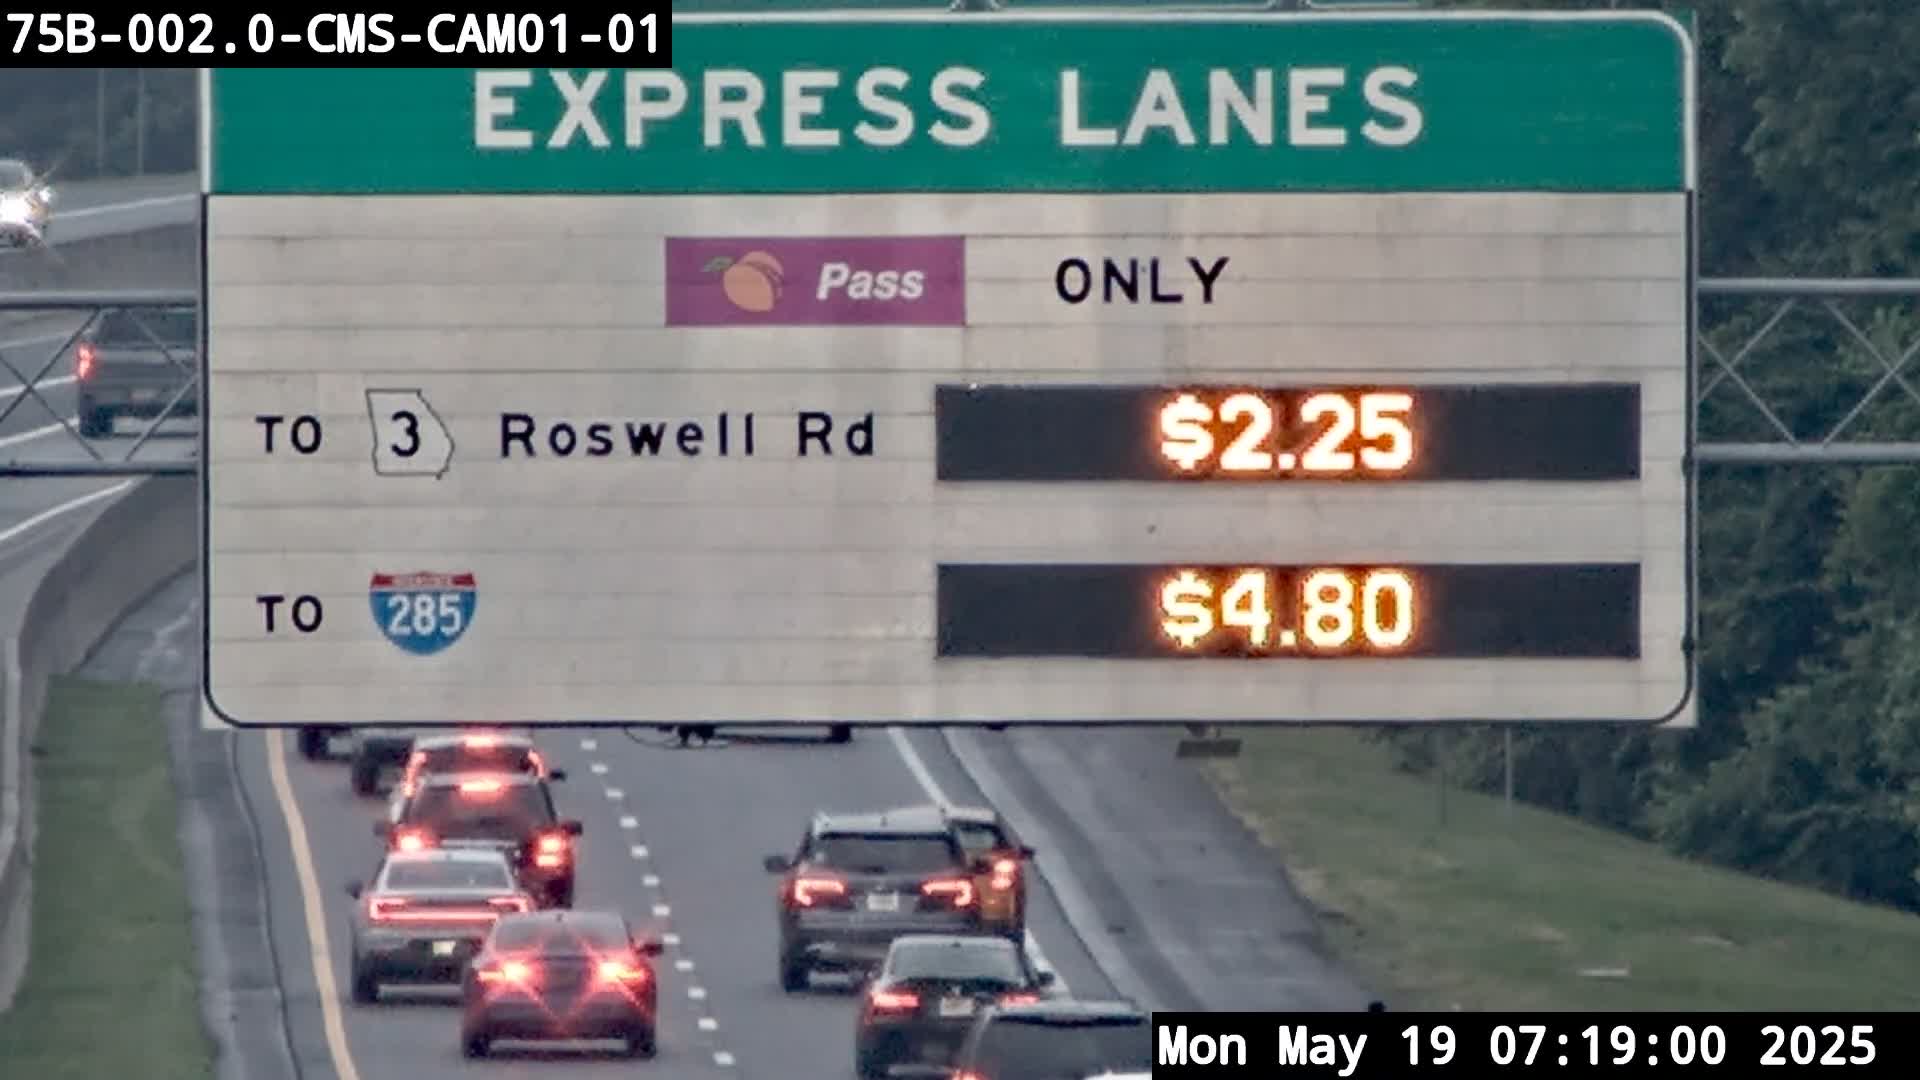 75B-002.0-CMS-CAM01-01
EXPRESS LANES
Pass ONLY
TO 3 Roswell Rd $2.25
TO 285 $4.80
Mon May 19 07:19:00 2025